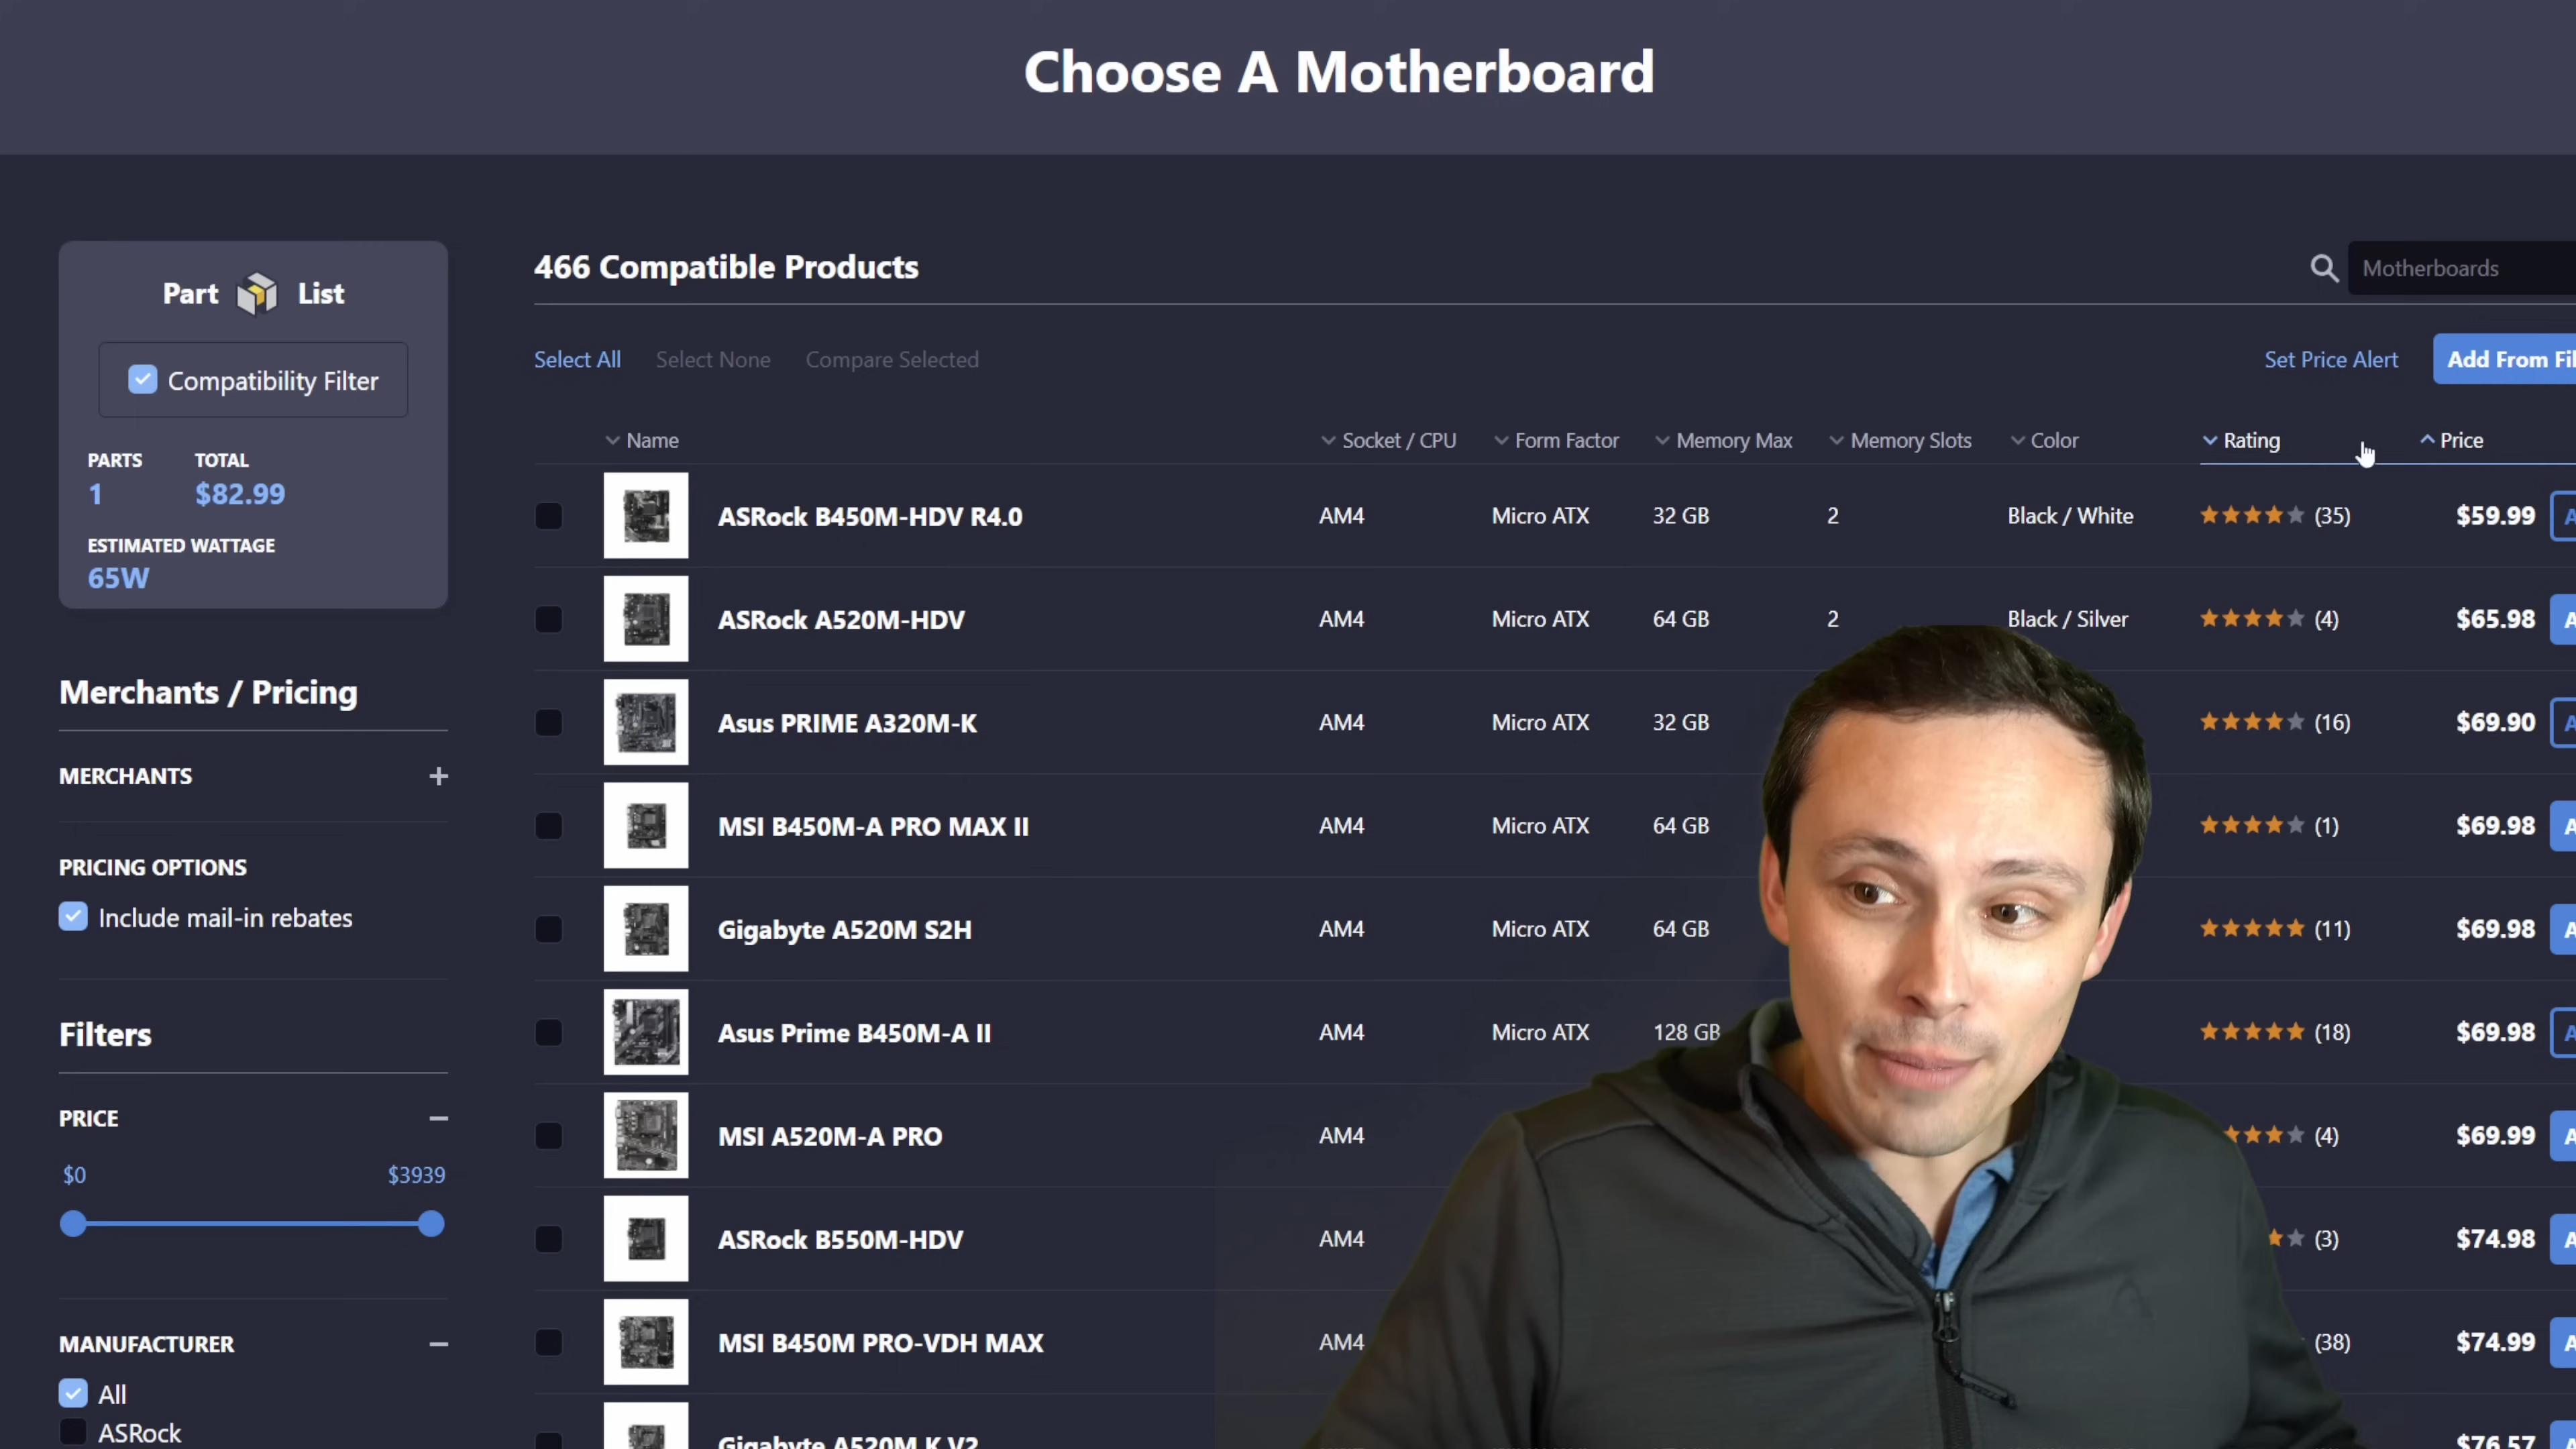 Choose A Motherboard
Part List
Compatibility Filter
PARTS TOTAL
1 $82.99
ESTIMATED WATTAGE
65W
Merchants / Pricing
MERCHANTS
PRICING OPTIONS
Include mail-in rebates
Filters
PRICE
$0 $3939
MANUFACTURER
All
ASRock
466 Compatible Products
Motherboards
Select All Select None Compare Selected Set Price Alert Add From
Name Socket / CPU Form Factor Memory Max Memory Slots Color Rating Price
ASRock B450M-HDV R4.0 AM4 Micro ATX 32 GB 2 Black / White (35) $59.99
ASRock A520M-HDV AM4 Micro ATX 64 GB 2 Black / Silver (4) $65.98
Asus PRIME A320M-K AM4 Micro ATX 32 GB (16) $69.90
MSI B450M-A PRO MAX II AM4 Micro ATX 64 GB (1) $69.98
Gigabyte A520M S2H AM4 Micro ATX 64 GB (11) $69.98
Asus Prime B450M-A II AM4 Micro ATX 128 GB (18) $69.98
MSI A520M-A PRO AM4 (4) $69.99
ASRock B550M-HDV AM4 (3) $74.98
MSI B450M PRO-VDH MAX AM4 (38) $74.99
Gigabyte A520M K V2 $76.57